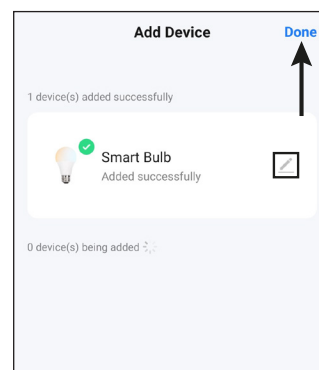 Add Device
Done
1 device(s) added successfully
Smart Bulb
Added successfully
0 device(s) being added